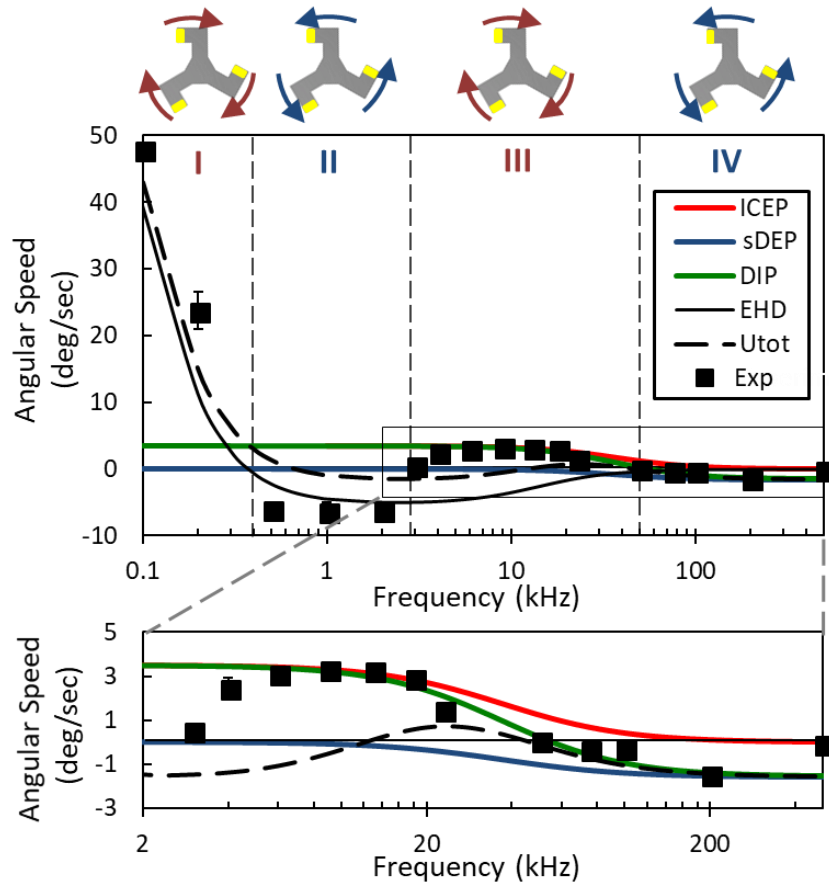 50
I
II
III
IV
40
30
20
10
0
-10
Angular Speed
(deg/sec)
ICEP
sDEP
DIP
EHD
Utot
Exp
0.1
1
10
100
Frequency (kHz)
5
3
1
-1
-3
Angular Speed
(deg/sec)
2
20
200
Frequency (kHz)